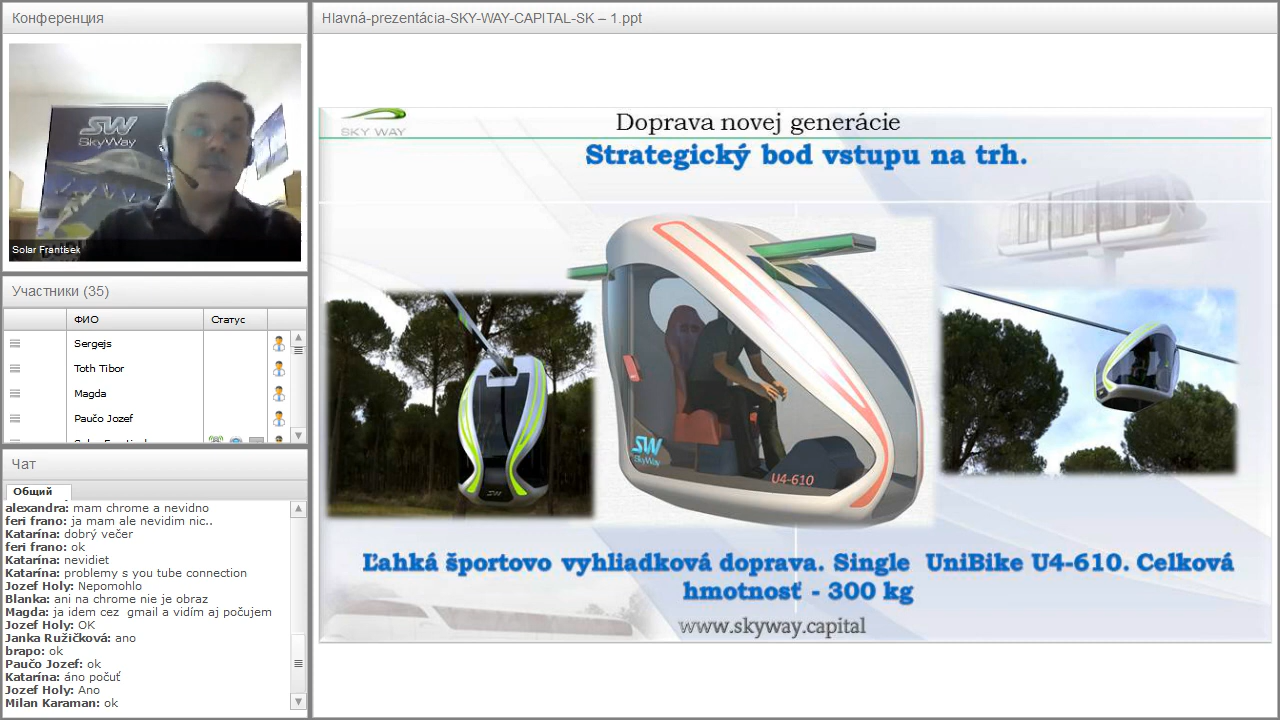 Конференция
SW
SkyWay
Solar Frantisek
Участники (35)
ФИО
Статус
Sergejs
Toth Tibor
Magda
Paučo Jozef
Чат
Общий
alexandra: mam chrome a nevidno
feri frano: ja mam ale nevidim nic..
Katarína: dobrý večer
feri frano: ok
Katarína: nevidiet
Katarína: problemy s you tube connection
Jozef Holy: Nepomohlo
Blanka: ani na chrome nie je obraz
Magda: ja idem cez gmail a vidím aj počujem
Jozef Holy: OK
Janka Ružičková: ano
brapo: ok
Paučo Jozef: ok
Katarína: áno počuť
Jozef Holy: Ano
Milan Karaman: ok
Hlavná-prezentácia-SKY-WAY-CAPITAL-SK – 1.ppt
SKY WAY
Doprava novej generácie
Strategický bod vstupu na trh.
SW
SkyWay
U4-610
SW
Ľahká športovo vyhliadková doprava. Single UniBike U4-610. Celková
hmotnosť - 300 kg
www.skyway.capital